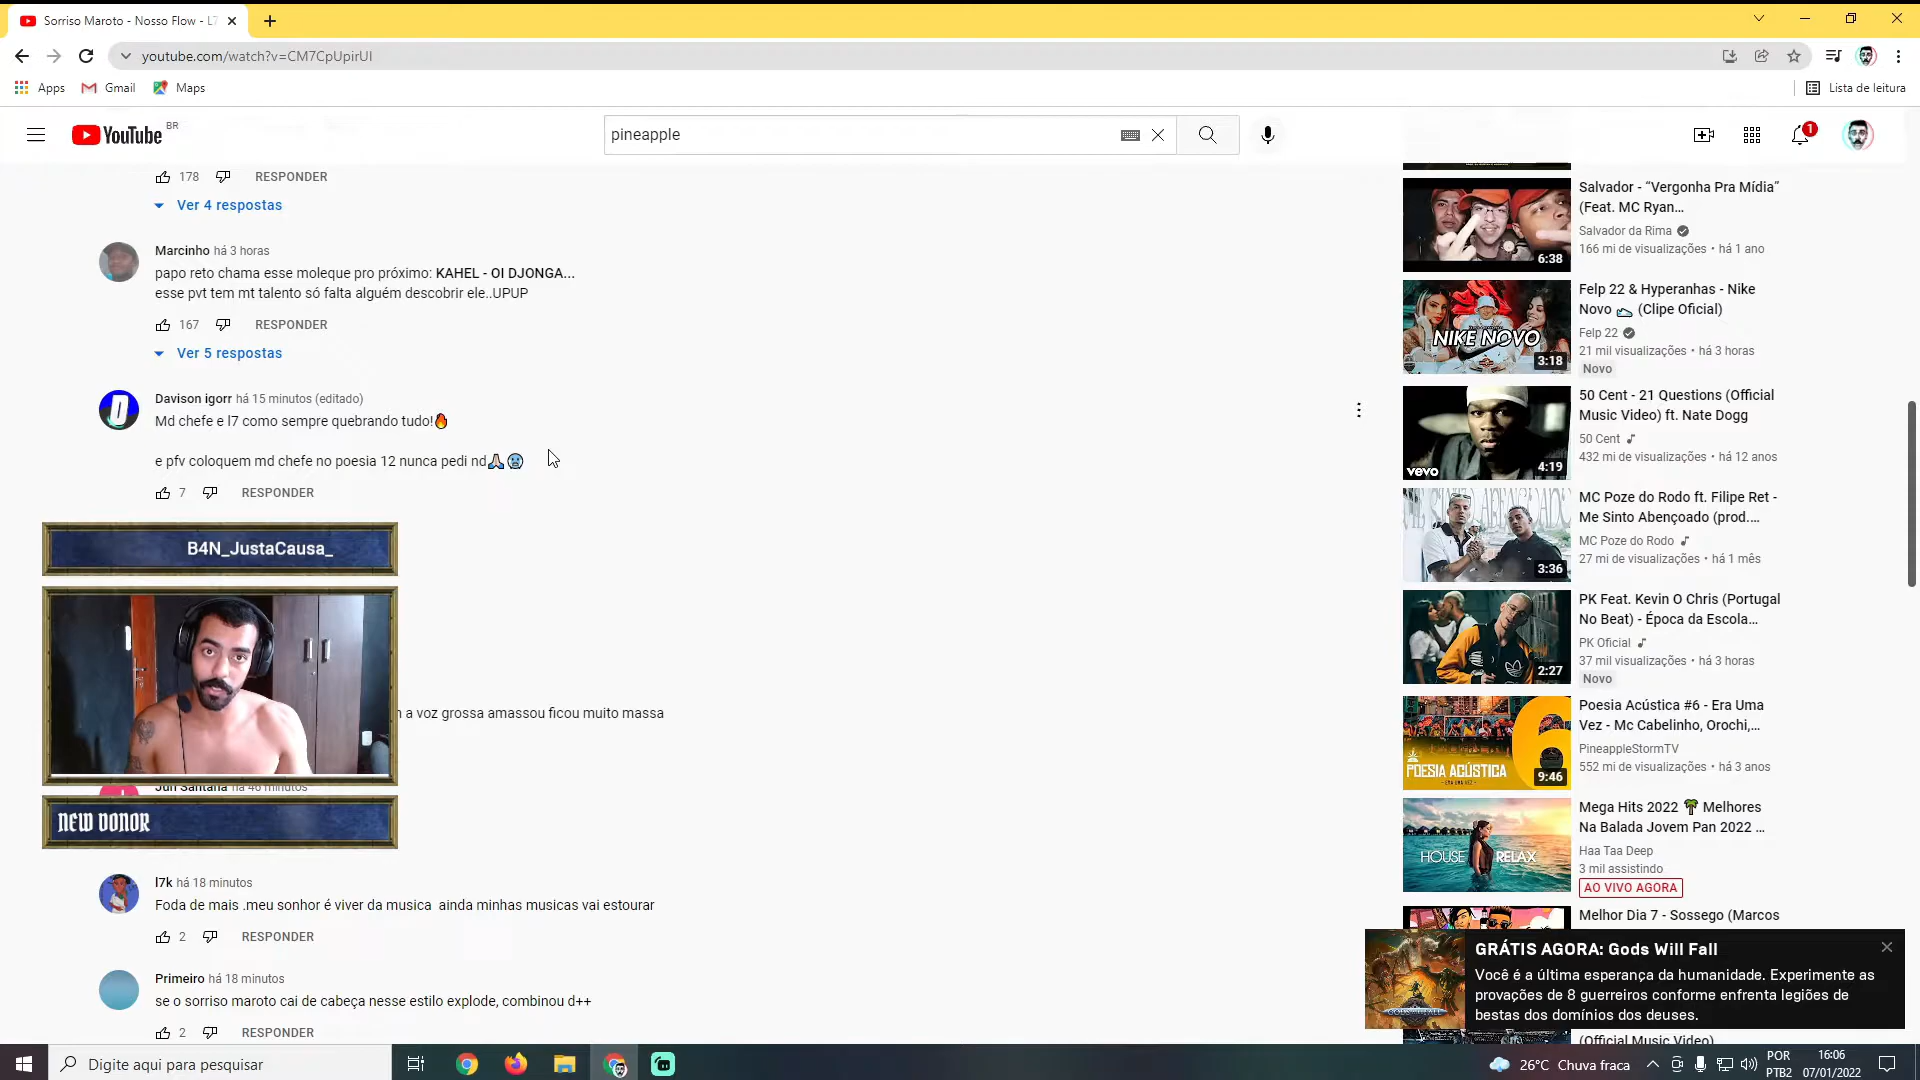 Sorriso Maroto - Nosso Flow - L7
youtube.com/watch?v=CM7CpUpirUI
Apps
Gmail
Maps
Lista de leitura
YouTube
BR
pineapple
1
178
RESPONDER
Ver 4 respostas
Marcinho há 3 horas
papo reto chama esse moleque pro próximo: KAHEL - OI DJONGA...
esse pvt tem mt talento só falta alguém descobrir ele..UPUP
167
RESPONDER
Ver 5 respostas
Davison igorr há 15 minutos (editado)
Md chefe e l7 como sempre quebrando tudo!🔥
e pfv coloquem md chefe no poesia 12 nunca pedi nd🙏🏻🥶
7
RESPONDER
B4N_JustaCausa_
a voz grossa amassou ficou muito massa
há 46 minutos
NEW DONOR
l7k há 18 minutos
Foda de mais .meu sonhor é viver da musica ainda minhas musicas vai estourar
2
RESPONDER
Primeiro há 18 minutos
se o sorriso maroto cai de cabeça nesse estilo explode, combinou d++
2
RESPONDER
6:38
Salvador - “Vergonha Pra Mídia”
(Feat. MC Ryan...
Salvador da Rima
166 mi de visualizações • há 1 ano
NIKE NOVO
3:18
Felp 22 & Hyperanhas - Nike
Novo 👟 (Clipe Oficial)
Felp 22
21 mil visualizações • há 3 horas
Novo
vevo
4:19
50 Cent - 21 Questions (Official
Music Video) ft. Nate Dogg
50 Cent
432 mi de visualizações • há 12 anos
3:36
MC Poze do Rodo ft. Filipe Ret -
Me Sinto Abençoado (prod....
MC Poze do Rodo
27 mi de visualizações • há 1 mês
2:27
PK Feat. Kevin O Chris (Portugal
No Beat) - Época da Escola...
PK Oficial
37 mil visualizações • há 3 horas
Novo
6
POESIA ACÚSTICA
- ERA UMA VEZ -
9:46
Poesia Acústica #6 - Era Uma
Vez - Mc Cabelinho, Orochi,...
PineappleStormTV
552 mi de visualizações • há 3 anos
HOUSE RELAX
Mega Hits 2022 🌴 Melhores
Na Balada Jovem Pan 2022 ...
Haa Taa Deep
3 mil assistindo
AO VIVO AGORA
Melhor Dia 7 - Sossego (Marcos
GODS WILL FALL
GRÁTIS AGORA: Gods Will Fall
Você é a última esperança da humanidade. Experimente as
provações de 8 guerreiros conforme enfrenta legiões de
bestas dos domínios dos deuses.
(Official Music Video)
Digite aqui para pesquisar
26°C Chuva fraca
POR
PTB2
16:06
07/01/2022